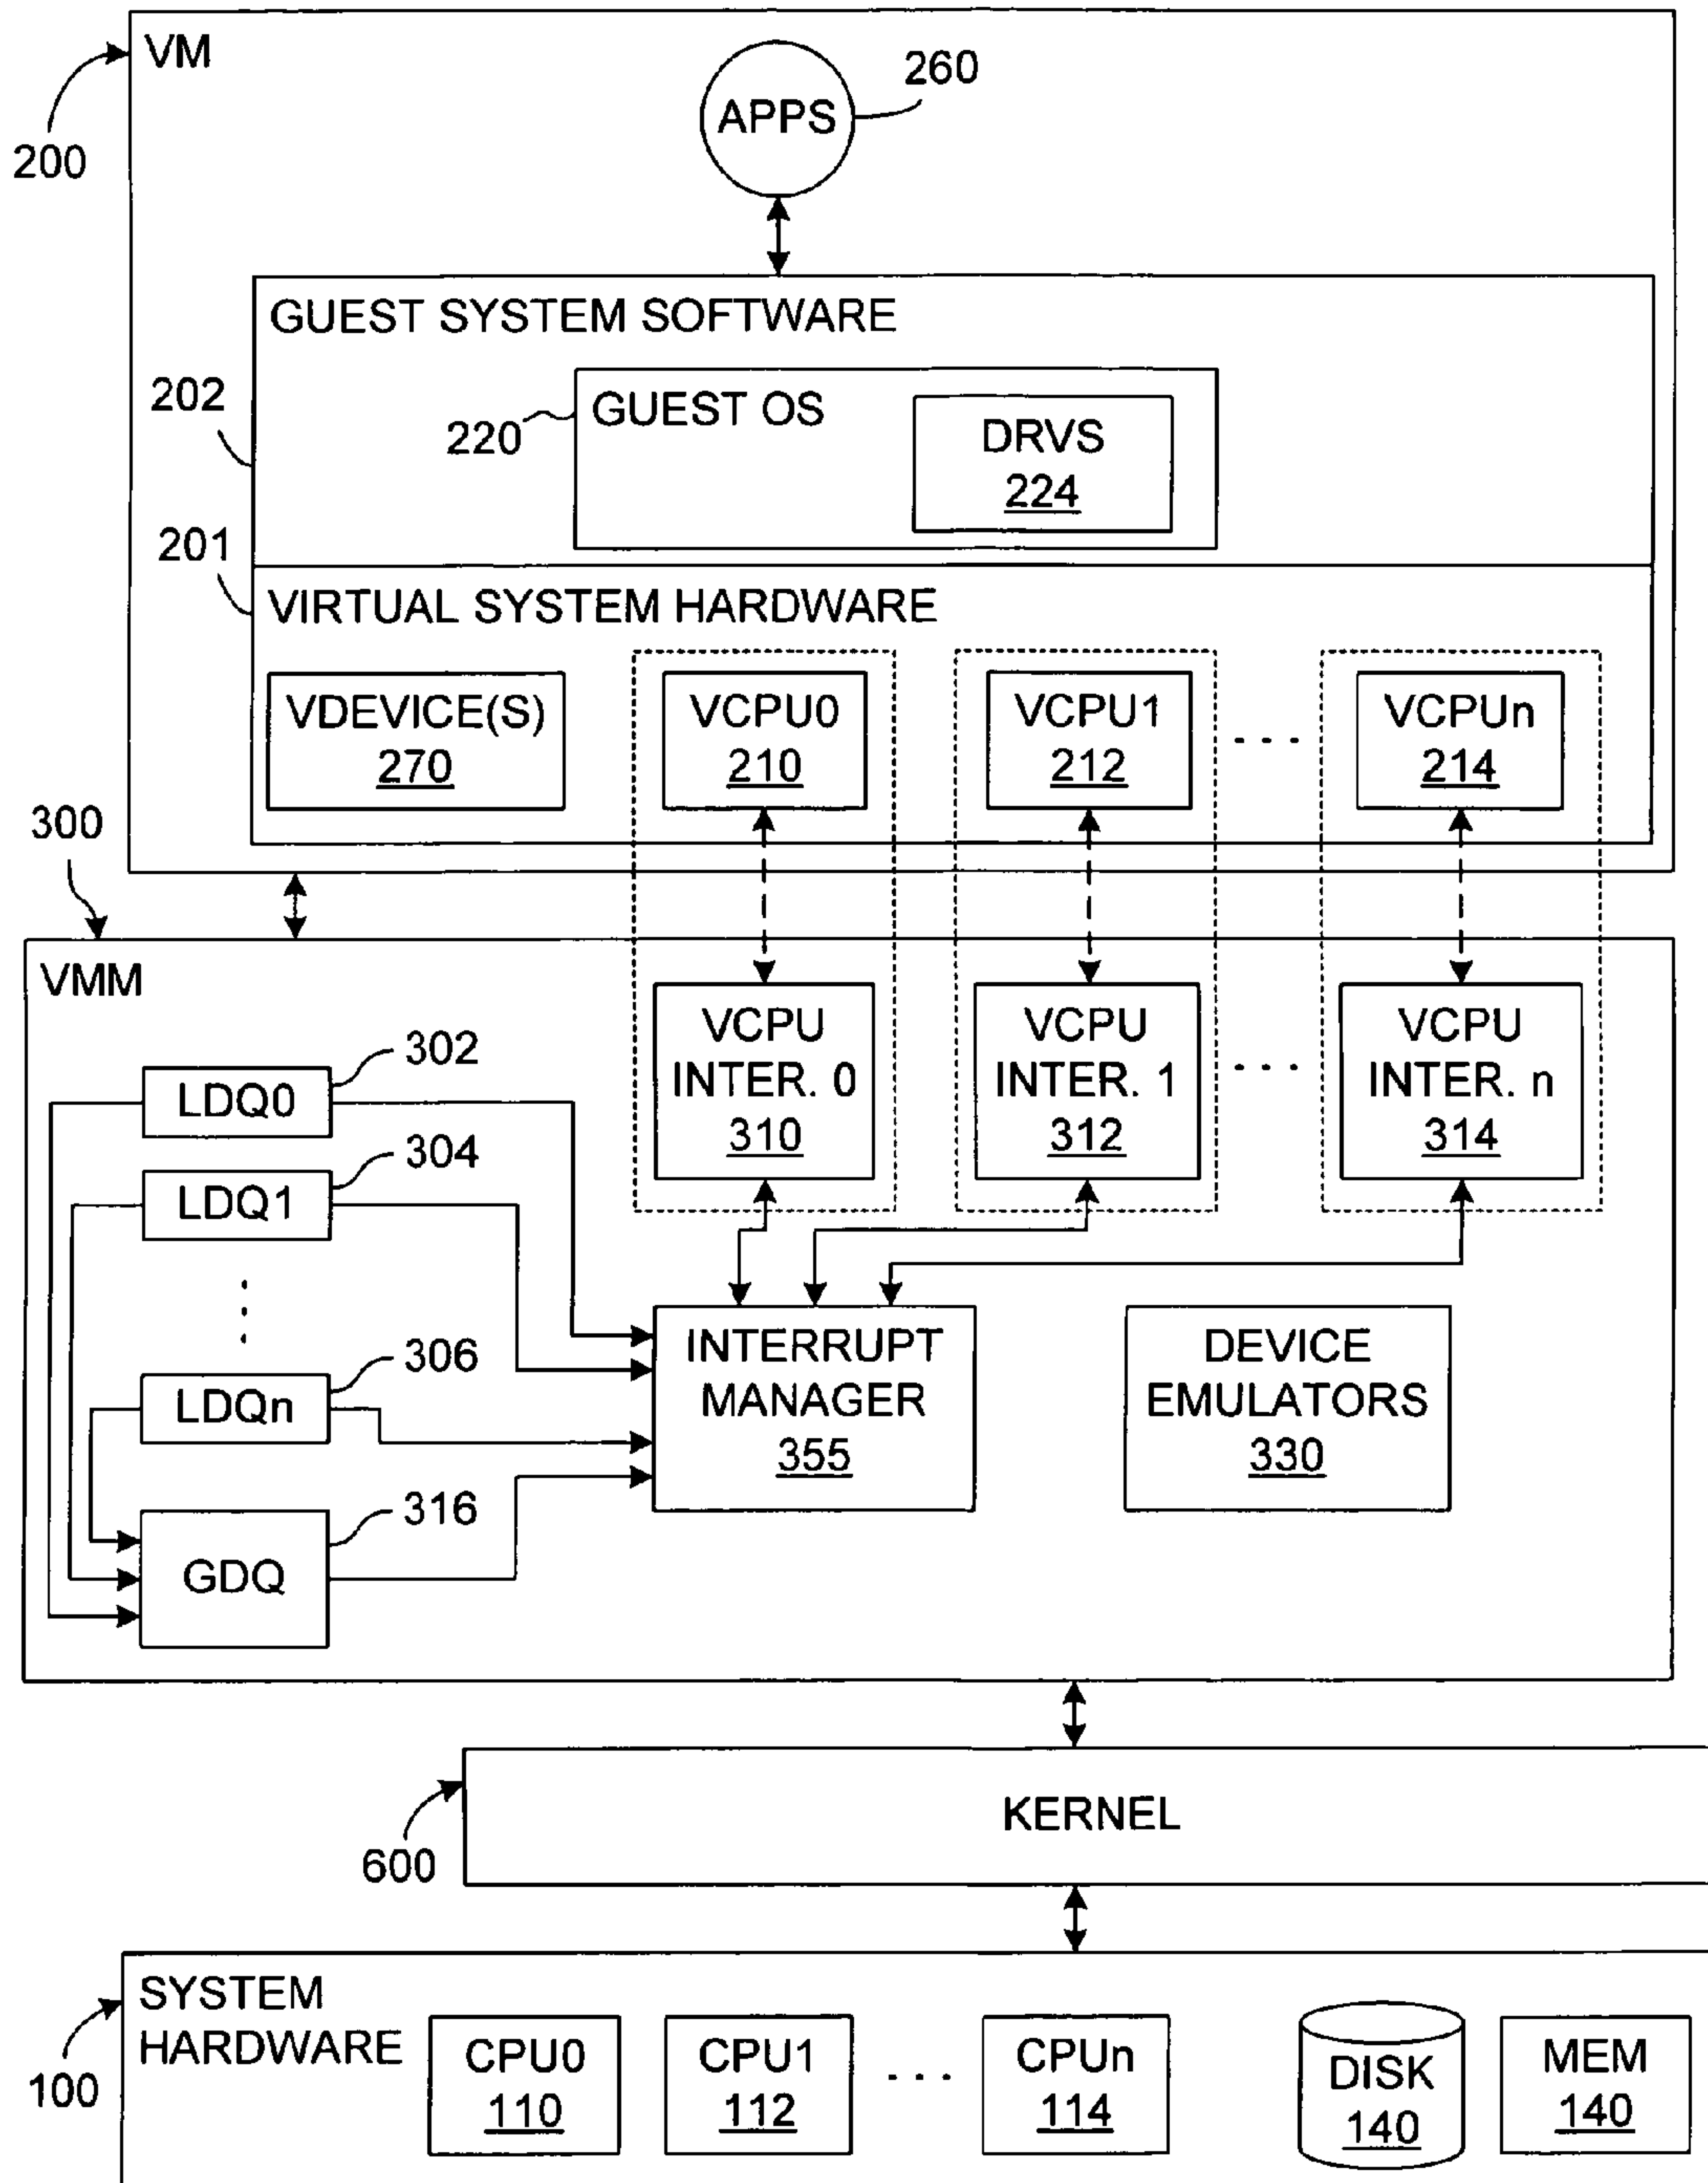 VM
260
APPS
200
GUEST SYSTEM SOFTWARE
202
GUEST OS
220
DRVS
224
201
VIRTUAL SYSTEM HARDWARE
VDEVICE(S)
270
VCPU0
210
VCPU1
212
. . .
VCPUn
214
300
VMM
VCPU
INTER. 0
310
VCPU
INTER. 1
312
. . .
VCPU
INTER. n
314
302
LDQ0
304
LDQ1
306
LDQn
316
GDQ
INTERRUPT
MANAGER
355
DEVICE
EMULATORS
330
KERNEL
600
SYSTEM
HARDWARE
100
CPU0
110
CPU1
112
. . .
CPUn
114
DISK
140
MEM
140